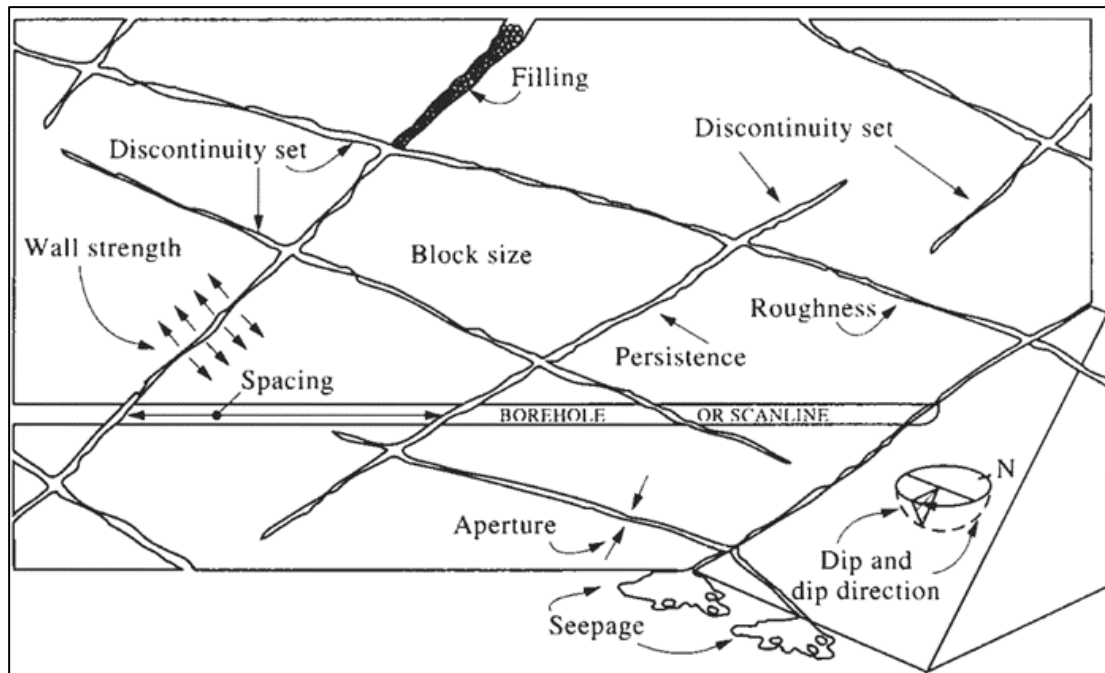 Filling
Discontinuity set
Discontinuity set
Wall strength
Block size
Roughness
Persistence
Spacing
BOREHOLE OR SCANLINE
N
Aperture
Dip and
dip direction
Seepage